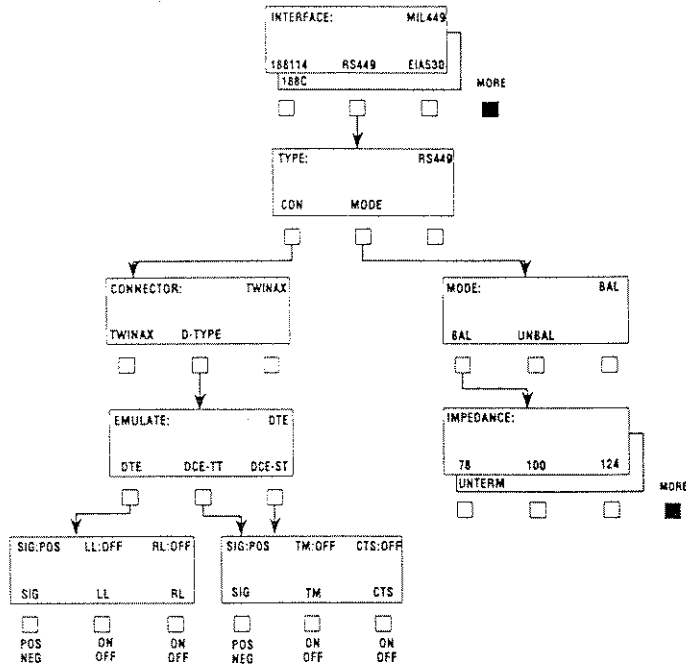 INTERFACE: MIL449
188114 RS449 EIA530
188C
MORE
TYPE: RS449
CON MODE
CONNECTOR: TWINAX
TWINAX D-TYPE
MODE: BAL
BAL UNBAL
EMULATE: DTE
DTE DCE-TT DCE-ST
IMPEDANCE:
78 100 124
UNTERM
MORE
SIG:POS LL:OFF RL:OFF
SIG LL RL
POS ON ON
NEG OFF OFF
SIG:POS TM:OFF CTS:OFF
SIG TM CTS
POS ON ON
NEG OFF OFF